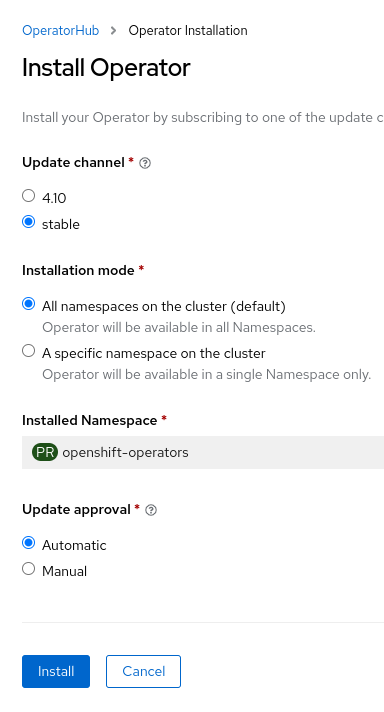 OperatorHub > Operator Installation
Install Operator
Install your Operator by subscribing to one of the update c
Update channel *
4.10
stable
Installation mode *
All namespaces on the cluster (default)
Operator will be available in all Namespaces.
A specific namespace on the cluster
Operator will be available in a single Namespace only.
Installed Namespace *
PR openshift-operators
Update approval *
Automatic
Manual
Install Cancel